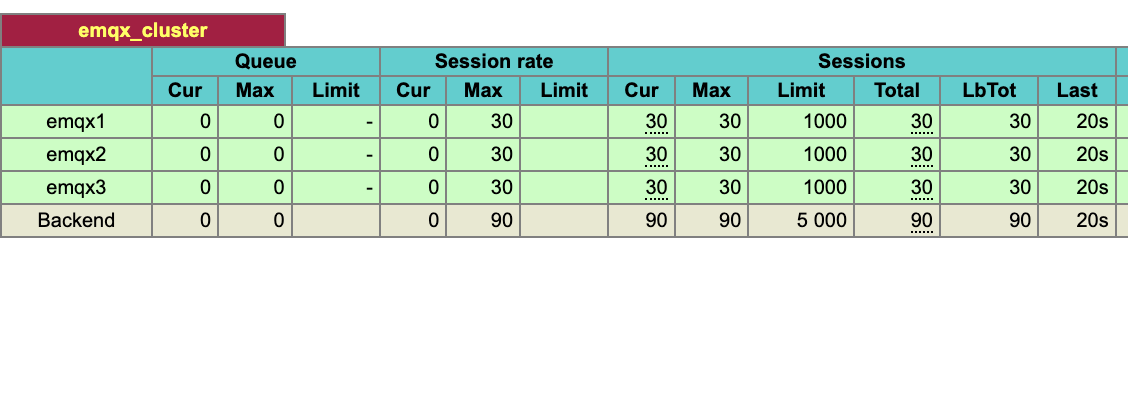 emqx_cluster
Queue Session rate Sessions
Cur Max Limit Cur Max Limit Cur Max Limit Total LbTot Last
emqx1 0 0 - 0 30 30 30 1000 30 30 20s
emqx2 0 0 - 0 30 30 30 1000 30 30 20s
emqx3 0 0 - 0 30 30 30 1000 30 30 20s
Backend 0 0 0 90 90 90 5 000 90 90 20s